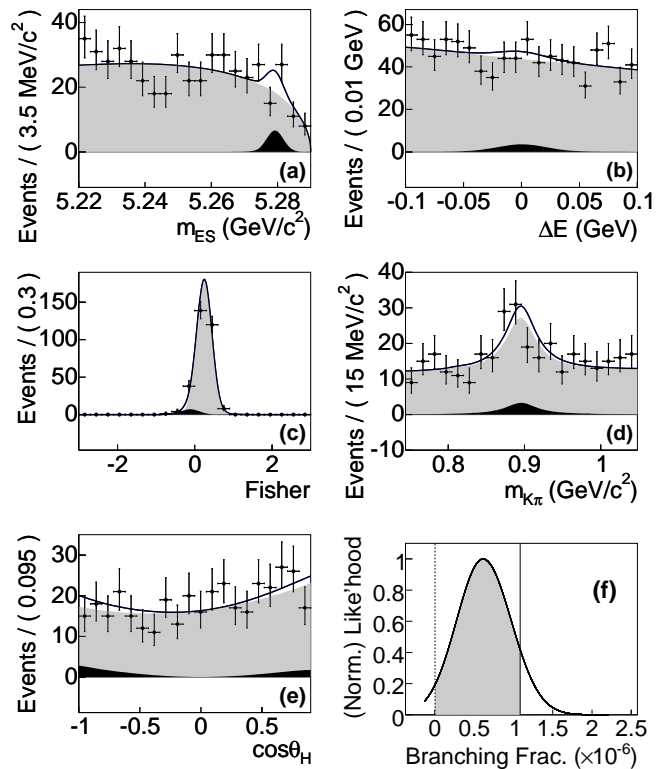 Events / ( 3.5 MeV/c²)
40
20
0
(a)
5.22 5.24 5.26 5.28
m_ES (GeV/c²)
Events / ( 0.01 GeV)
60
40
20
0
(b)
-0.1 -0.05 0 0.05 0.1
ΔE (GeV)
Events / ( 0.3 )
150
100
50
0
(c)
-2 0 2
Fisher
Events / ( 15 MeV/c²)
40
30
20
10
0
-10
(d)
0.8 0.9 1
m_Kπ (GeV/c²)
Events / ( 0.095 )
30
20
10
0
(e)
-1 -0.5 0 0.5
cosθ_H
(Norm.) Like'hood
1
0.8
0.6
0.4
0.2
0
(f)
0 0.5 1 1.5 2 2.5
Branching Frac. (×10⁻⁶)